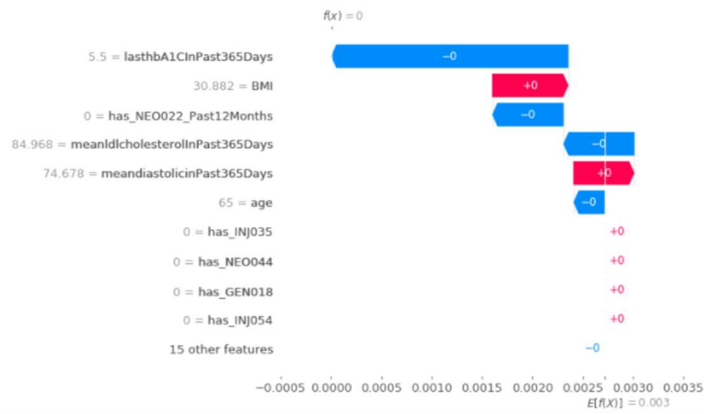 f(x) = 0
5.5 = lasthbA1CInPast365Days
−0
30.882 = BMI
+0
0 = has_NEO022_Past12Months
−0
84.968 = meanldlcholesterolInPast365Days
−0
74.678 = meandiastolicinPast365Days
+0
65 = age
−0
0 = has_INJ035
+0
0 = has_NEO044
+0
0 = has_GEN018
+0
0 = has_INJ054
+0
15 other features
−0
−0.0005 0.0000 0.0005 0.0010 0.0015 0.0020 0.0025 0.0030 0.0035
E[f(X)] = 0.003